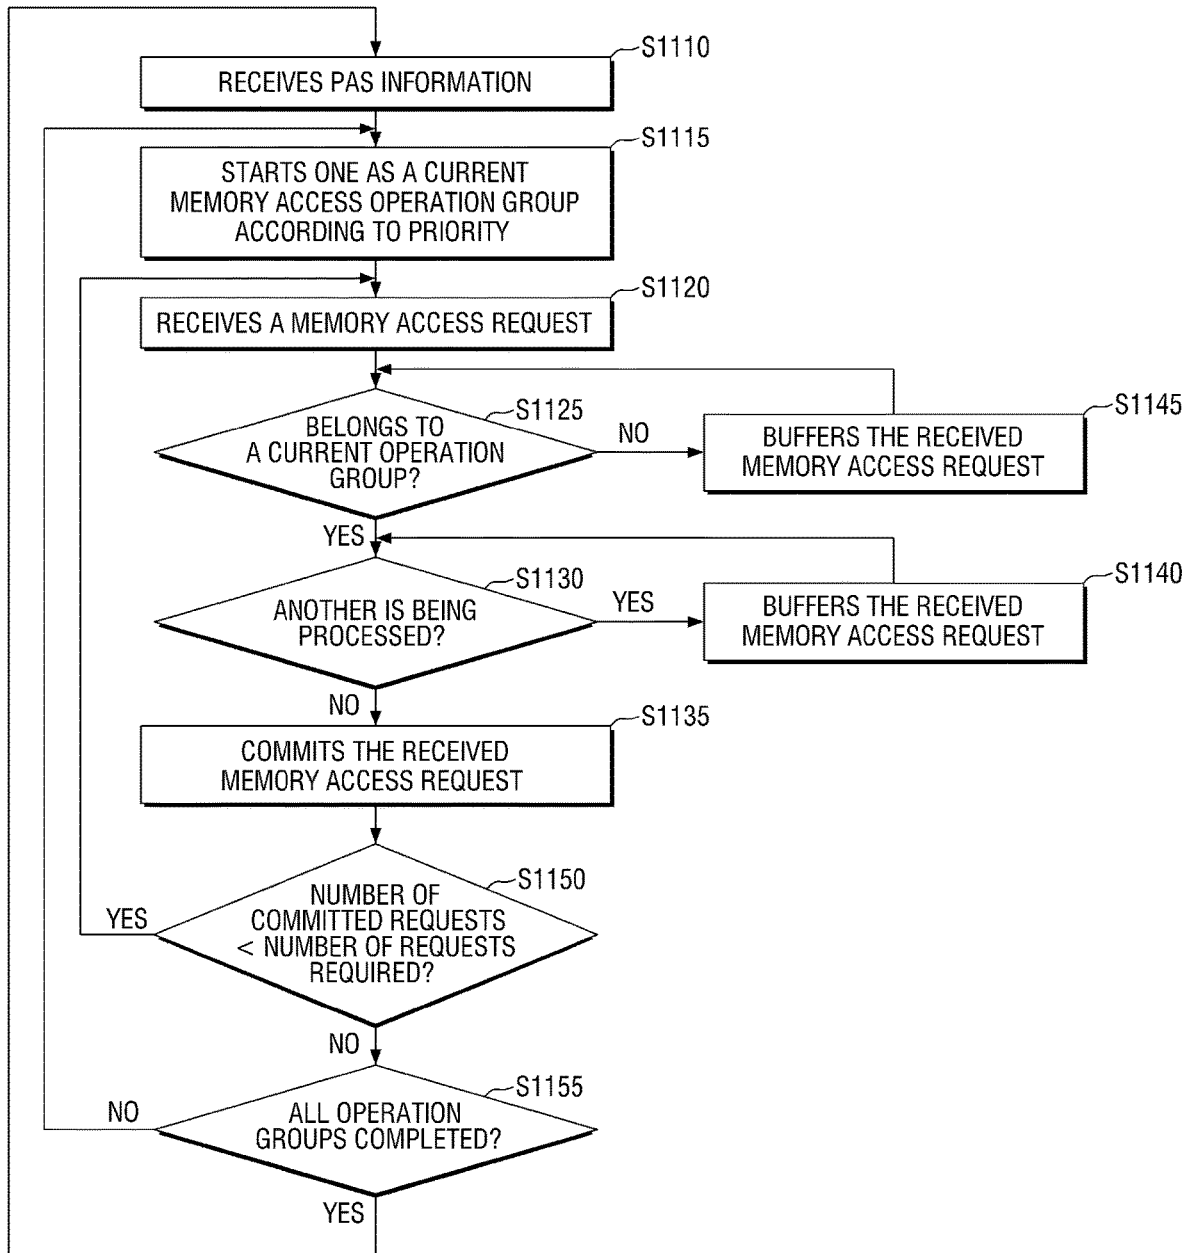 S1110
RECEIVES PAS INFORMATION
S1115
STARTS ONE AS A CURRENT
MEMORY ACCESS OPERATION GROUP
ACCORDING TO PRIORITY
S1120
RECEIVES A MEMORY ACCESS REQUEST
S1125
BELONGS TO
A CURRENT OPERATION
GROUP?
NO
S1145
BUFFERS THE RECEIVED
MEMORY ACCESS REQUEST
YES
S1130
ANOTHER IS BEING
PROCESSED?
YES
S1140
BUFFERS THE RECEIVED
MEMORY ACCESS REQUEST
NO
S1135
COMMITS THE RECEIVED
MEMORY ACCESS REQUEST
S1150
NUMBER OF
COMMITTED REQUESTS
< NUMBER OF REQUESTS
REQUIRED?
YES
NO
S1155
ALL OPERATION
GROUPS COMPLETED?
NO
YES